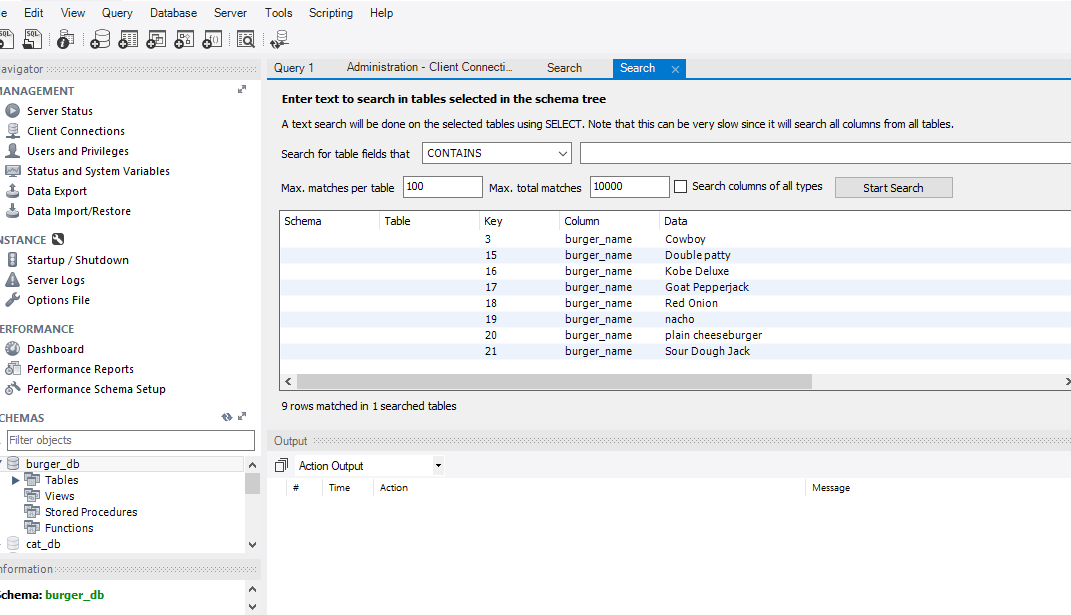 e Edit View Query Database Server Tools Scripting Help
avigator
Query 1 Administration - Client Connecti... Search Search
MANAGEMENT
Server Status
Client Connections
Users and Privileges
Status and System Variables
Data Export
Data Import/Restore
NSTANCE
Startup / Shutdown
Server Logs
Options File
ERFORMANCE
Dashboard
Performance Reports
Performance Schema Setup
CHEMAS
Filter objects
burger_db
Tables
Views
Stored Procedures
Functions
cat_db
nformation
chema: burger_db
Enter text to search in tables selected in the schema tree
A text search will be done on the selected tables using SELECT. Note that this can be very slow since it will search all columns from all tables.
Search for table fields that CONTAINS
Max. matches per table 100 Max. total matches 10000 Search columns of all types Start Search
Schema Table Key Column Data
3 burger_name Cowboy
15 burger_name Double patty
16 burger_name Kobe Deluxe
17 burger_name Goat Pepperjack
18 burger_name Red Onion
19 burger_name nacho
20 burger_name plain cheeseburger
21 burger_name Sour Dough Jack
9 rows matched in 1 searched tables
Output
Action Output
# Time Action Message